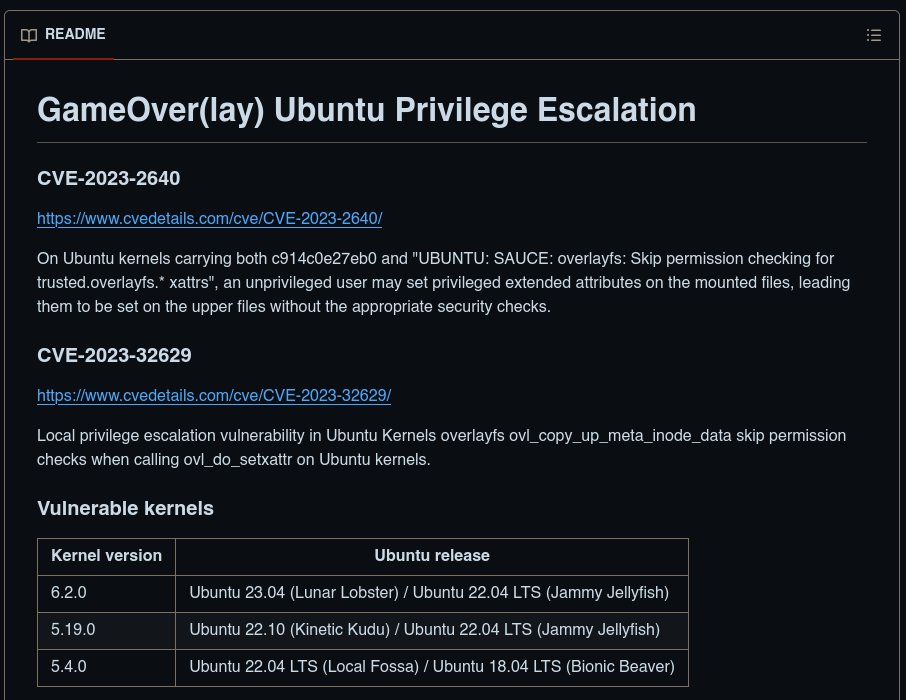 README
GameOver(lay) Ubuntu Privilege Escalation
CVE-2023-2640
https://www.cvedetails.com/cve/CVE-2023-2640/
On Ubuntu kernels carrying both c914c0e27eb0 and "UBUNTU: SAUCE: overlayfs: Skip permission checking for
trusted.overlayfs.* xattrs", an unprivileged user may set privileged extended attributes on the mounted files, leading
them to be set on the upper files without the appropriate security checks.
CVE-2023-32629
https://www.cvedetails.com/cve/CVE-2023-32629/
Local privilege escalation vulnerability in Ubuntu Kernels overlayfs ovl_copy_up_meta_inode_data skip permission
checks when calling ovl_do_setxattr on Ubuntu kernels.
Vulnerable kernels
Kernel version Ubuntu release
6.2.0 Ubuntu 23.04 (Lunar Lobster) / Ubuntu 22.04 LTS (Jammy Jellyfish)
5.19.0 Ubuntu 22.10 (Kinetic Kudu) / Ubuntu 22.04 LTS (Jammy Jellyfish)
5.4.0 Ubuntu 22.04 LTS (Local Fossa) / Ubuntu 18.04 LTS (Bionic Beaver)